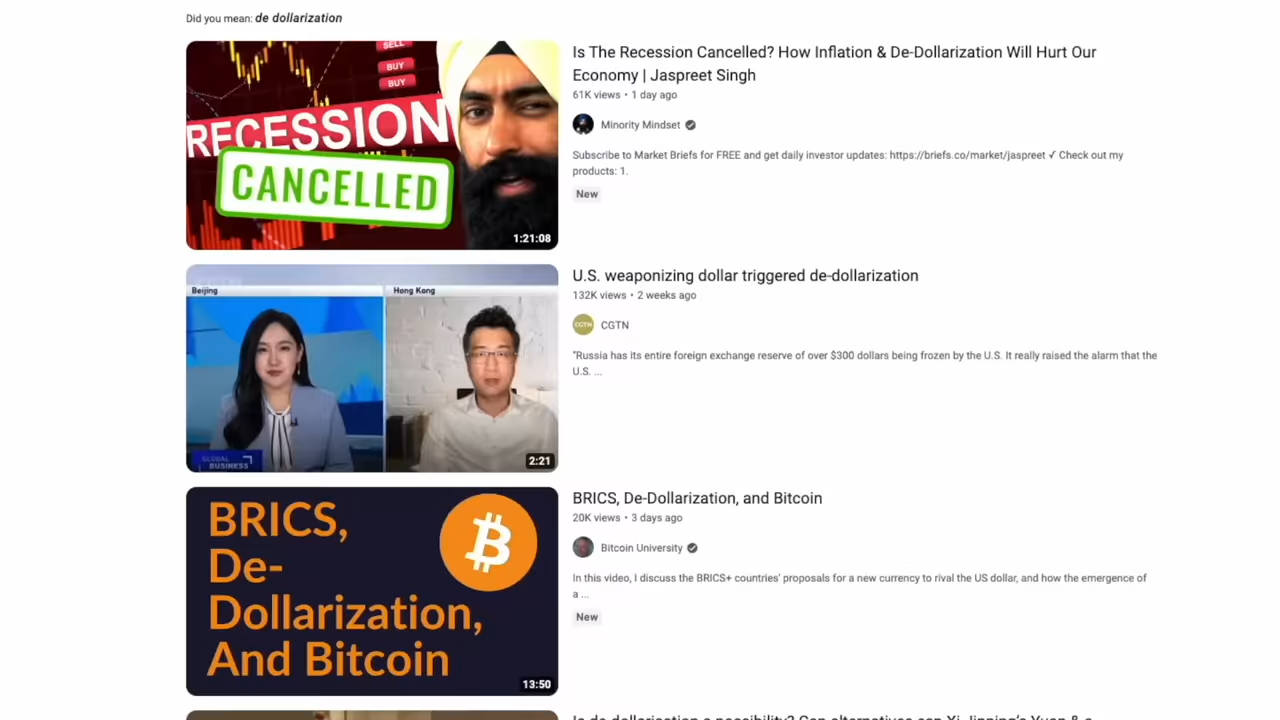 Did you mean: de dollarization
SELL
BUY
BUY
RECESSION
CANCELLED
1:21:08
Is The Recession Cancelled? How Inflation & De-Dollarization Will Hurt Our
Economy | Jaspreet Singh
61K views • 1 day ago
Minority Mindset
Subscribe to Market Briefs for FREE and get daily investor updates: https://briefs.co/market/jaspreet ✓ Check out my
products: 1.
New
Beijing
Hong Kong
GLOBAL
BUSINESS
2:21
U.S. weaponizing dollar triggered de-dollarization
132K views • 2 weeks ago
CGTN
CGTN
"Russia has its entire foreign exchange reserve of over $300 dollars being frozen by the U.S. It really raised the alarm that the
U.S. ...
BRICS,
De-
Dollarization,
And Bitcoin
13:50
BRICS, De-Dollarization, and Bitcoin
20K views • 3 days ago
Bitcoin University
In this video, I discuss the BRICS+ countries' proposals for a new currency to rival the US dollar, and how the emergence of
a ...
New